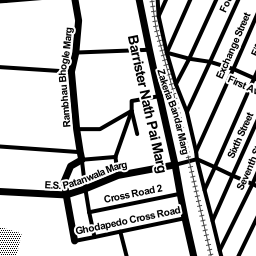 Exchange Street
Rambhau Bhogle Marg
Barrister Nath Pai Marg
Zakeria Bandar Marg
First
Sixth Street
Seventh
E.S. Patanwala Marg
Cross Road 2
Ghodapedo Cross Road